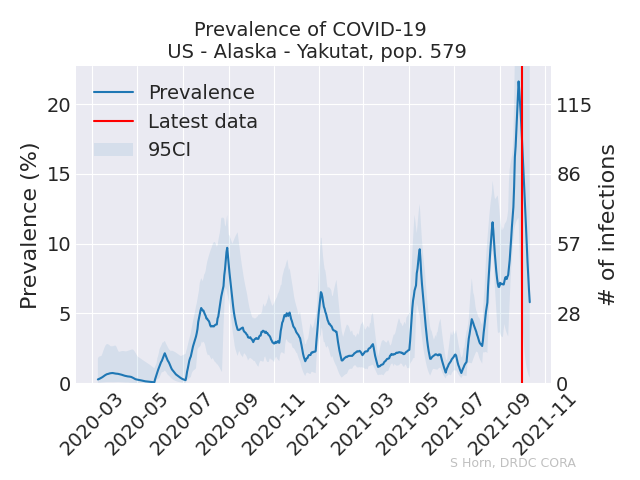 Prevalence of COVID-19
US - Alaska - Yakutat, pop. 579
Prevalence
Latest data
95CI
Prevalence (%)
20
15
10
5
0
115
86
57
28
0
# of infections
2020-03
2020-05
2020-07
2020-09
2020-11
2021-01
2021-03
2021-05
2021-07
2021-09
2021-11
S Horn, DRDC CORA